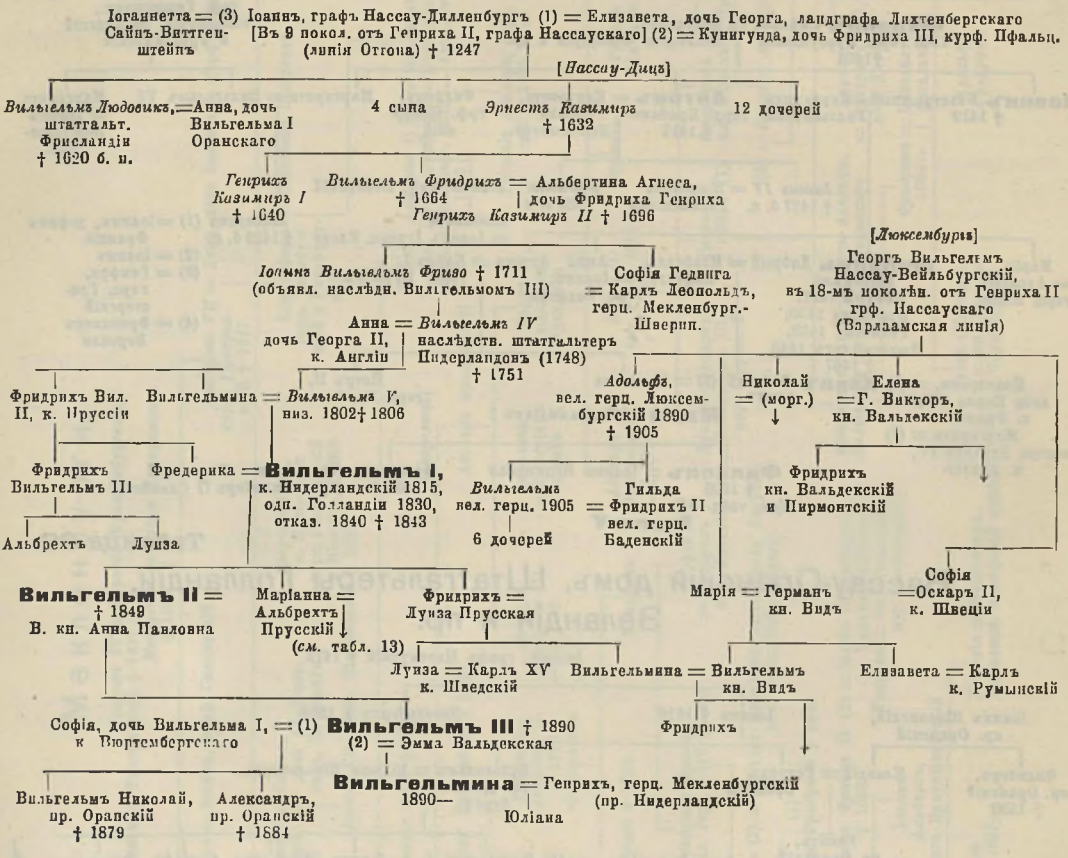 Іоганнетта = (3) Іоаннъ, графъ Нассау-Дилленбургъ (1) = Елизавета, дочь Георга, ландграфа Лихтенбергскаго
Сайнъ-Виттген- [Въ 9 покол. отъ Генриха II, графа Нассаускаго] (2) = Кунигунда, дочь Фридриха III, курф. Пфальц.
штейнъ (линія Оттона) † 1247
[Нассау-Дицъ]
Вильгельмъ Людовикъ, = Анна, дочь 4 сына Эрнестъ Казимиръ 12 дочерей
штатгальт. Вильгельма I † 1632
Фрисландіи Оранскаго
† 1620 б. п.
Генрихъ Вильгельмъ Фридрихъ = Альбертина Агнеса,
Казимиръ I † 1664 дочь Фридриха Генриха
† 1640 Генрихъ Казимиръ II † 1696
[Люксембургъ]
Іоаннъ Вильгельмъ Фризо † 1711 Софія Гедвига Георгъ Вильгельмъ
(объявл. наслѣдн. Вильгельмомъ III) = Карлъ Леопольдъ, Нассау-Вейльбургскій,
герц. Мекленбург.- въ 18-мъ поколѣн. отъ Генриха II
Шверин. грф. Нассаускаго
(Варлаамская линія)
Анна = Вильгельмъ IV
дочь Георга II, наслѣдств. штатгальтеръ
к. Англіи Нидерландовъ (1748)
† 1751
Фридрихъ Вил. Вильгельмина = Вильгельмъ V, Адольфъ, Николай Елена
II, к. Пруссіи низ. 1802 † 1806 вел. герц. Люксем- = (морг.) = Г. Викторъ,
бургскій 1890 кн. Вальдекскій
† 1905
Фридрихъ Фредерика = Вильгельмъ I, Вильгельмъ Гильда Фридрихъ
Вильгельмъ III к. Нидерландскій 1815, вел. герц. 1905 = Фридрихъ II кн. Вальдекскій
одп. Голландіи 1830, вел. герц. и Пирмонтскій
отказ. 1840 † 1843 6 дочерей Баденскій
Альбрехтъ Луиза
Софія
Вильгельмъ II = Маріанна = Фридрихъ = Марія = Германъ = Оскаръ II,
† 1849 Альбрехтъ Луиза Прусская кн. Видъ к. Швеціи
В. кн. Анна Павловна Прусскій
(см. табл. 13)
Луиза = Карлъ XV Вильгельмина = Вильгельмъ Елизавета = Карлъ
к. Шведскій кн. Видъ к. Румынскій
Софія, дочь Вильгельма I, = (1) Вильгельмъ III † 1890 Фридрихъ
к Вюртембергскаго (2) = Эмма Вальдекская
Вильгельмъ Николай, Александръ, Вильгельмина = Генрихъ, герц. Мекленбургскій
пр. Оранскій пр. Оранскій 1890— (пр. Нидерландскій)
† 1879 † 1884 Юліана